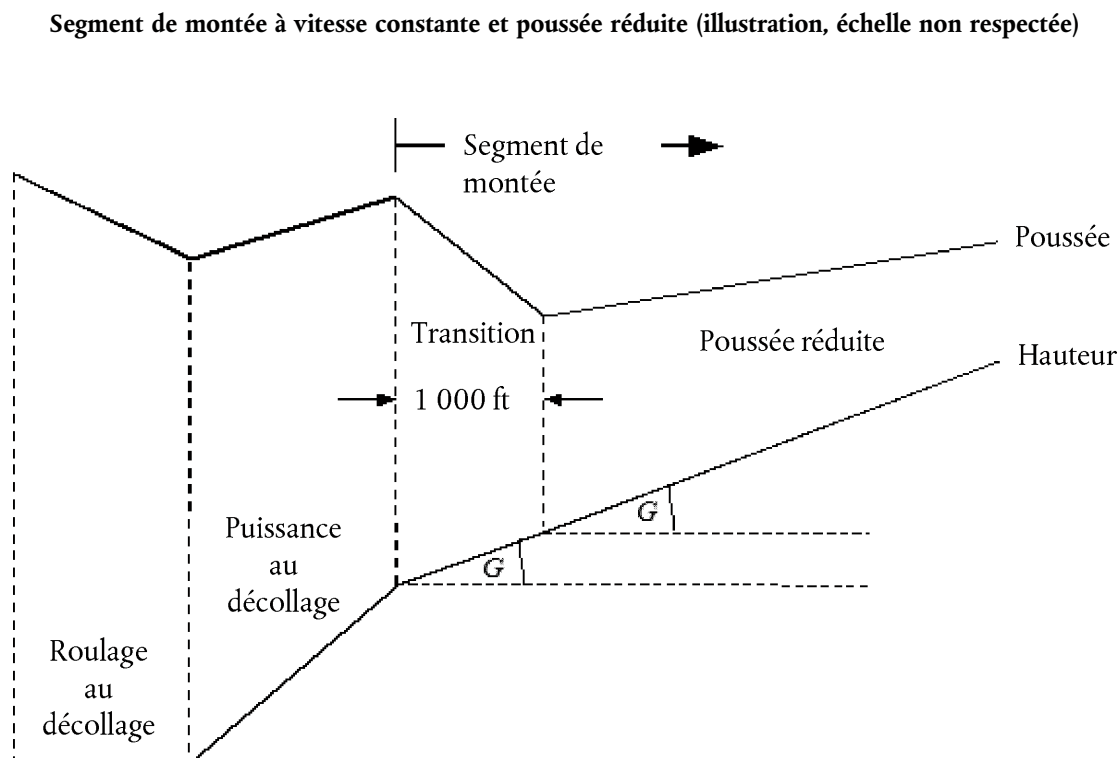 Segment de montée à vitesse constante et poussée réduite (illustration, échelle non respectée)
Segment de
montée
Poussée
Transition
Poussée réduite
Hauteur
1 000 ft
G
Puissance
au
décollage
G
Roulage
au
décollage